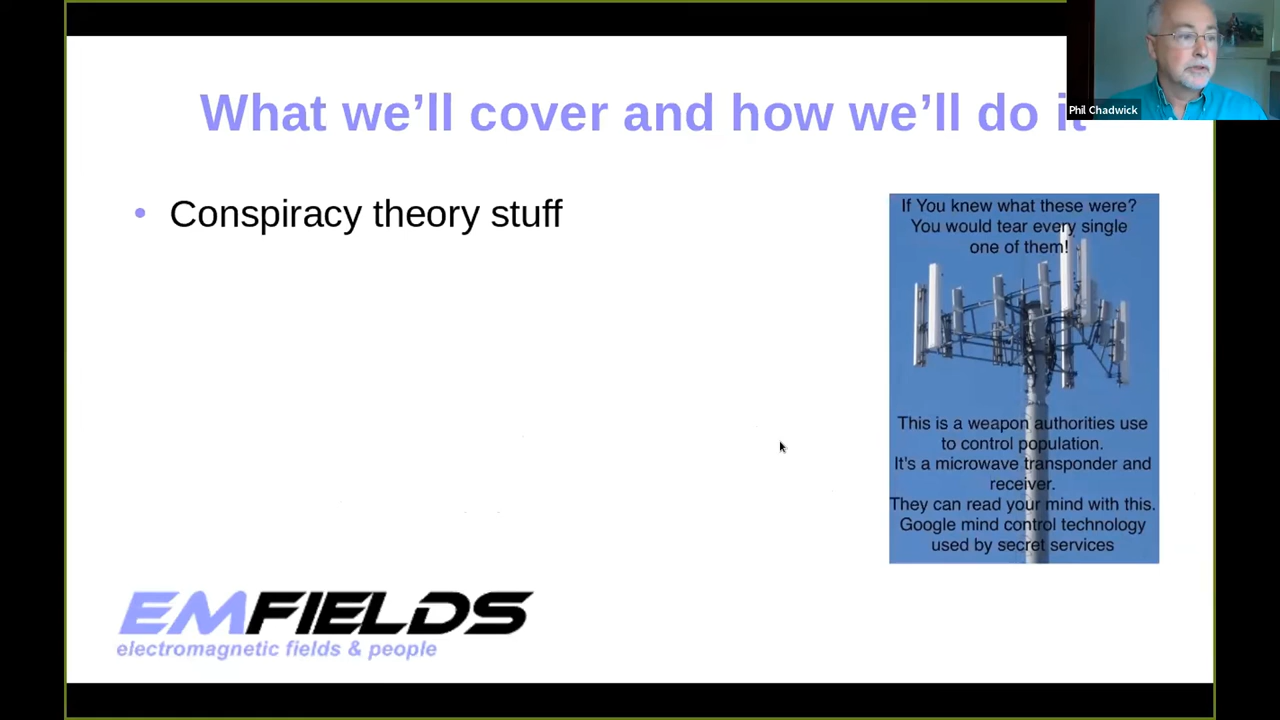 What we'll cover and how we'll do it
Phil Chadwick
• Conspiracy theory stuff
If You knew what these were?
You would tear every single
one of them!
This is a weapon authorities use
to control population.
It's a microwave transponder and
receiver.
They can read your mind with this.
Google mind control technology
used by secret services
EMFIELDS
electromagnetic fields & people